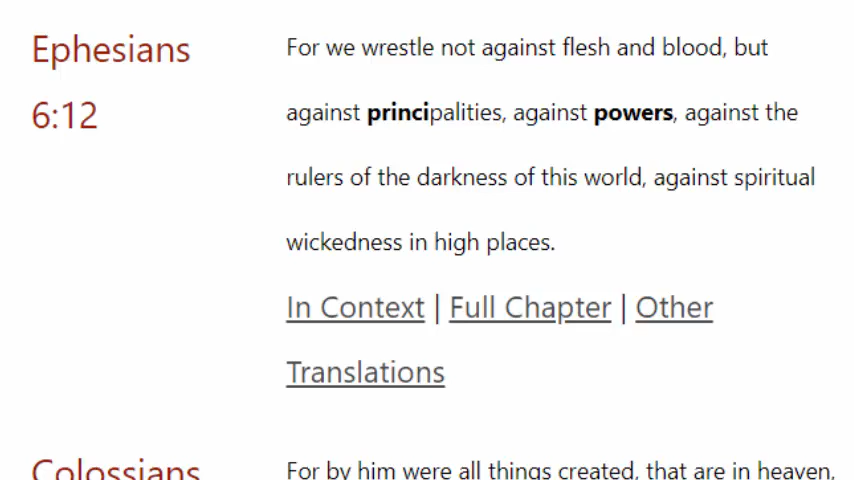 Ephesians
6:12
For we wrestle not against flesh and blood, but
against principalities, against powers, against the
rulers of the darkness of this world, against spiritual
wickedness in high places.
In Context | Full Chapter | Other
Translations
Colossians
For by him were all things created, that are in heaven,